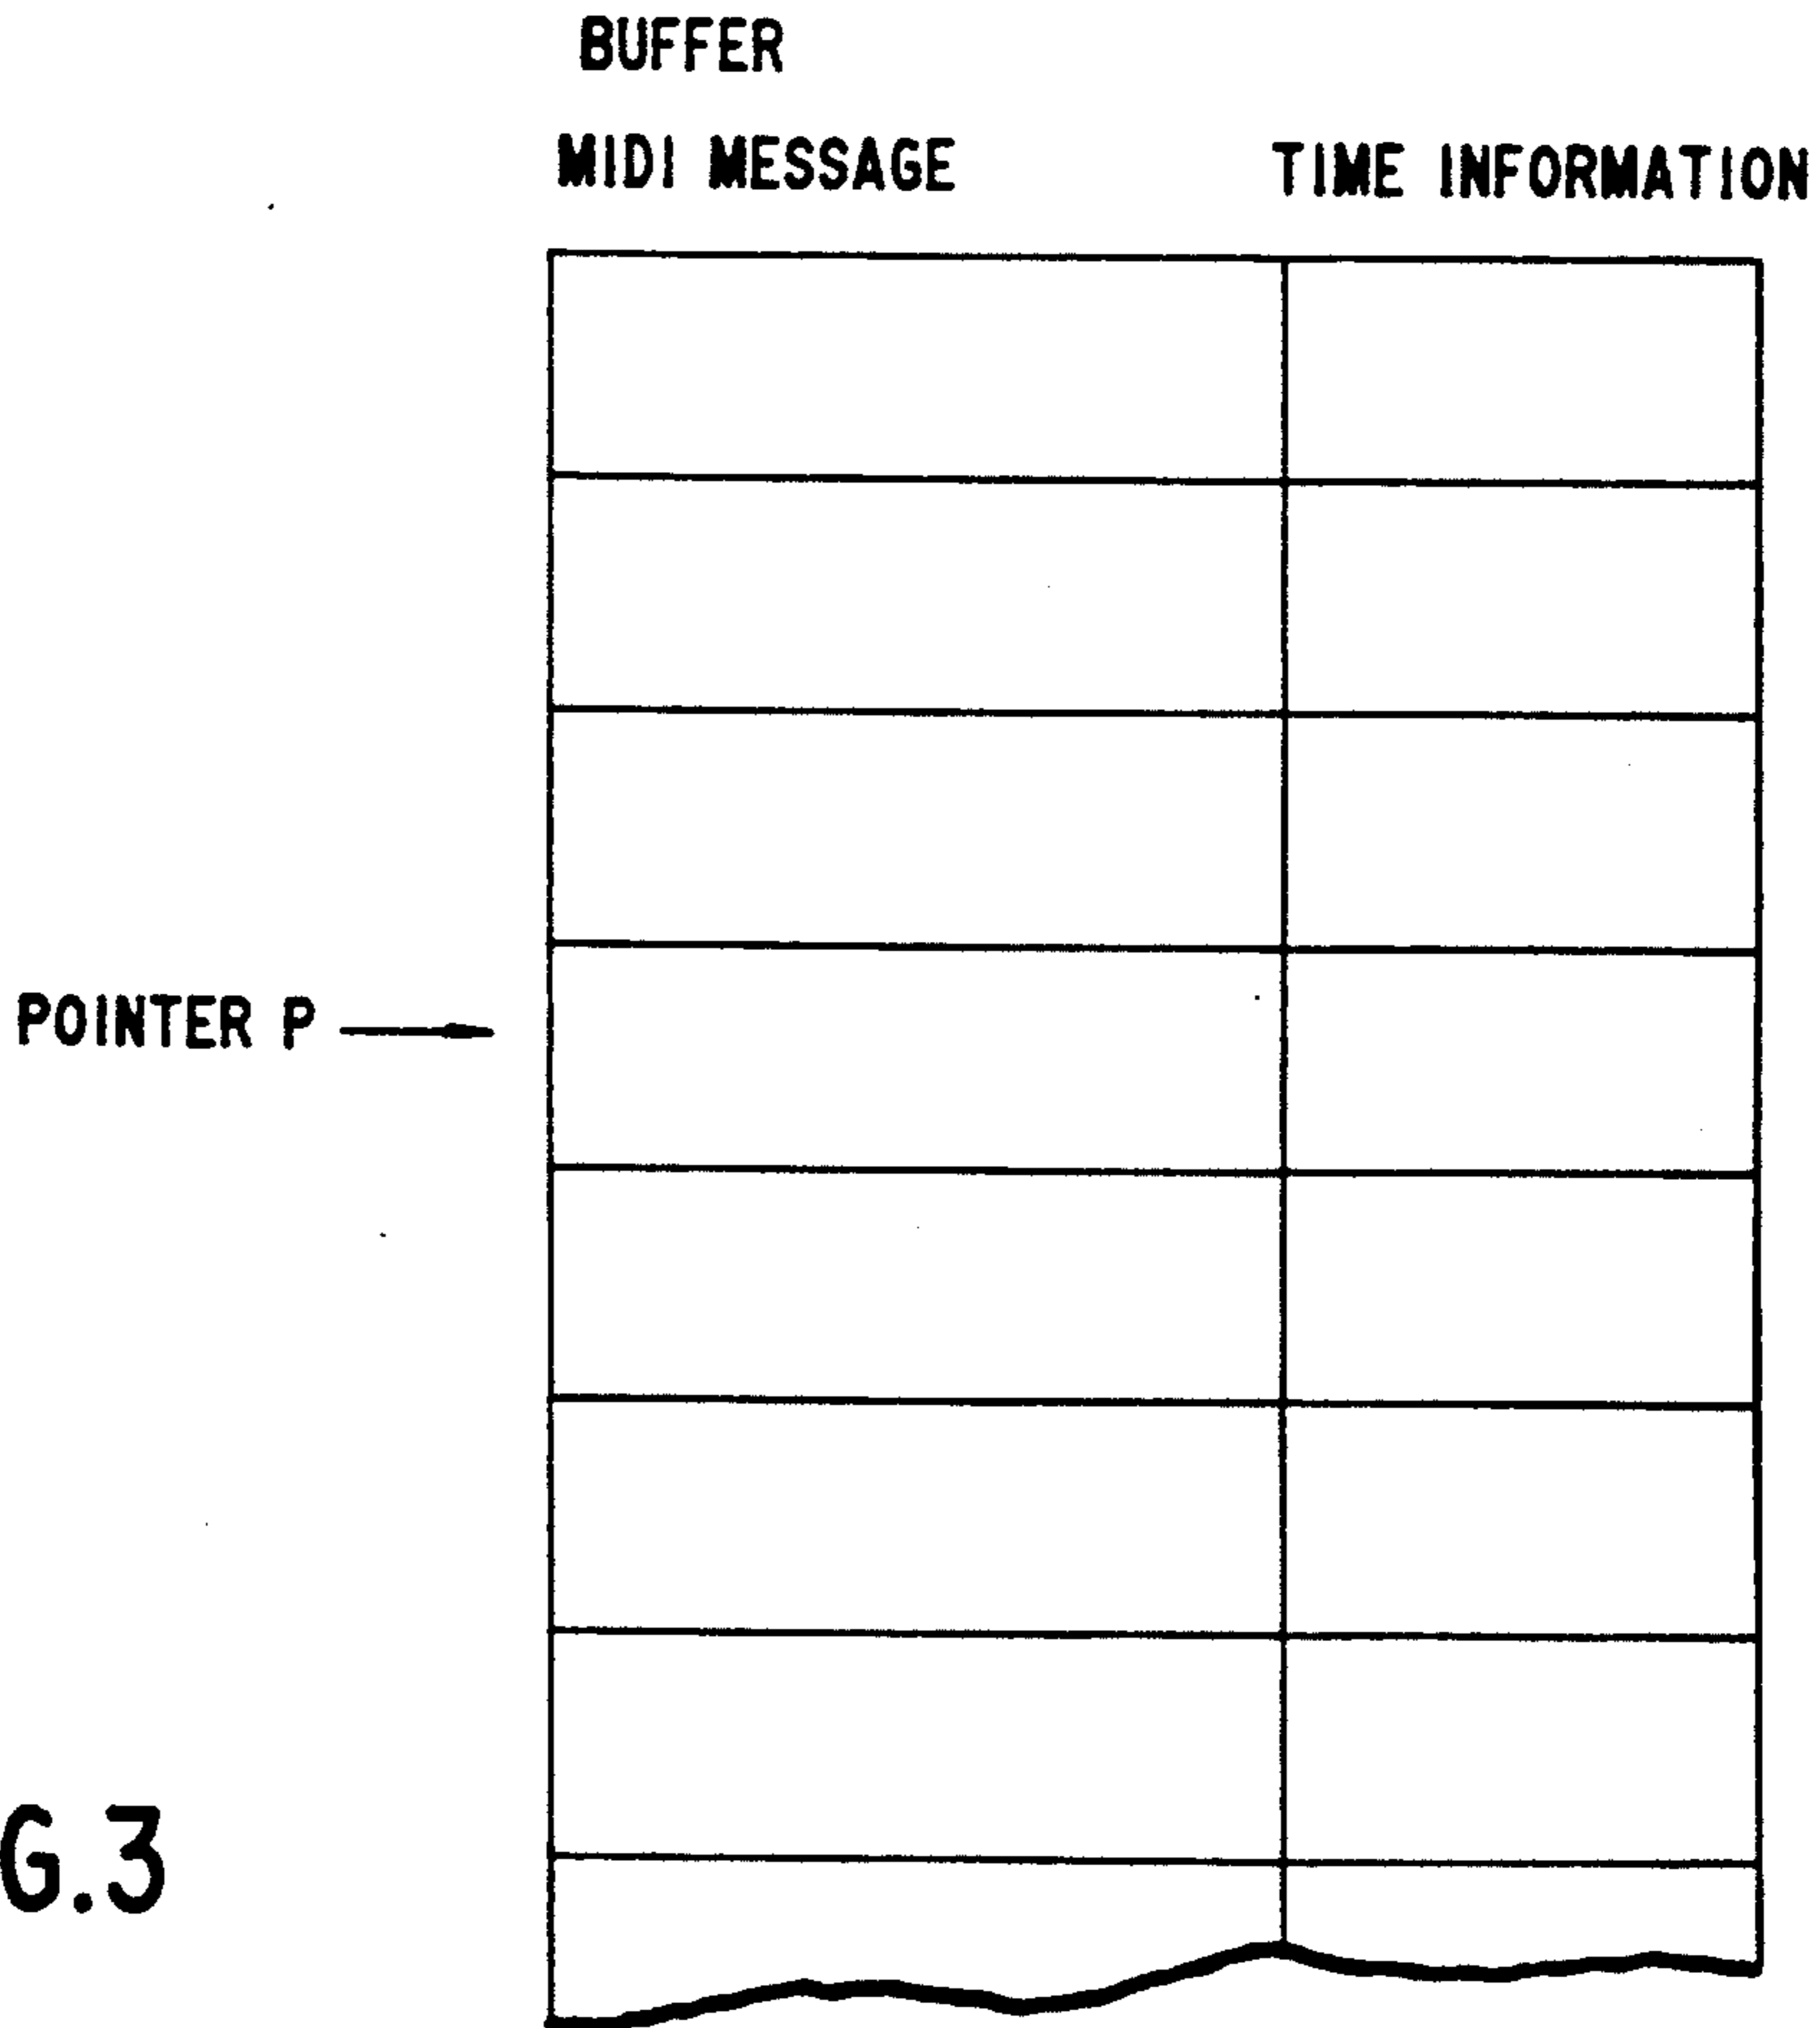 BUFFER
MIDI MESSAGE TIME INFORMATION
POINTER P
G.3